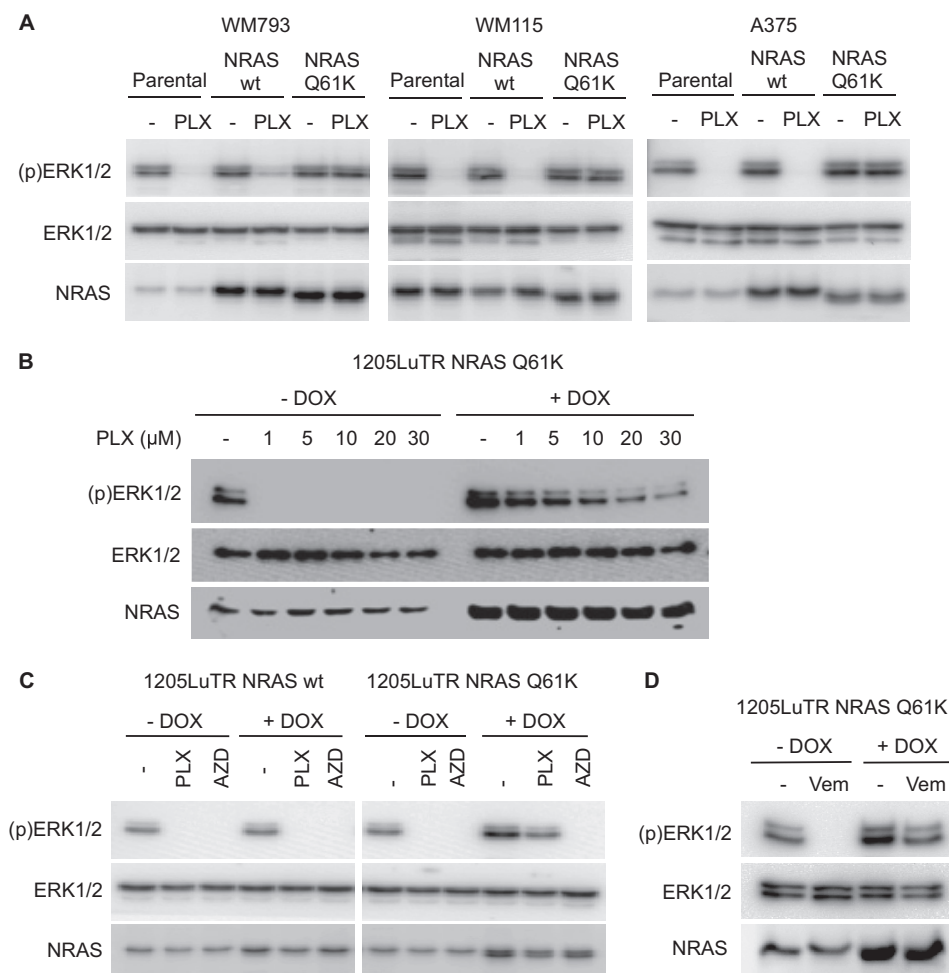 A
WM793 WM115 A375
Parental NRAS wt NRAS Q61K Parental NRAS wt NRAS Q61K Parental NRAS wt NRAS Q61K
- PLX - PLX - PLX - PLX - PLX - PLX - PLX - PLX - PLX
(p)ERK1/2
ERK1/2
NRAS
B
1205LuTR NRAS Q61K
- DOX + DOX
PLX (µM) - 1 5 10 20 30 - 1 5 10 20 30
(p)ERK1/2
ERK1/2
NRAS
C
1205LuTR NRAS wt 1205LuTR NRAS Q61K
- DOX + DOX - DOX + DOX
- PLX AZD - PLX AZD - PLX AZD - PLX AZD
(p)ERK1/2
ERK1/2
NRAS
D
1205LuTR NRAS Q61K
- DOX + DOX
- Vem - Vem
(p)ERK1/2
ERK1/2
NRAS